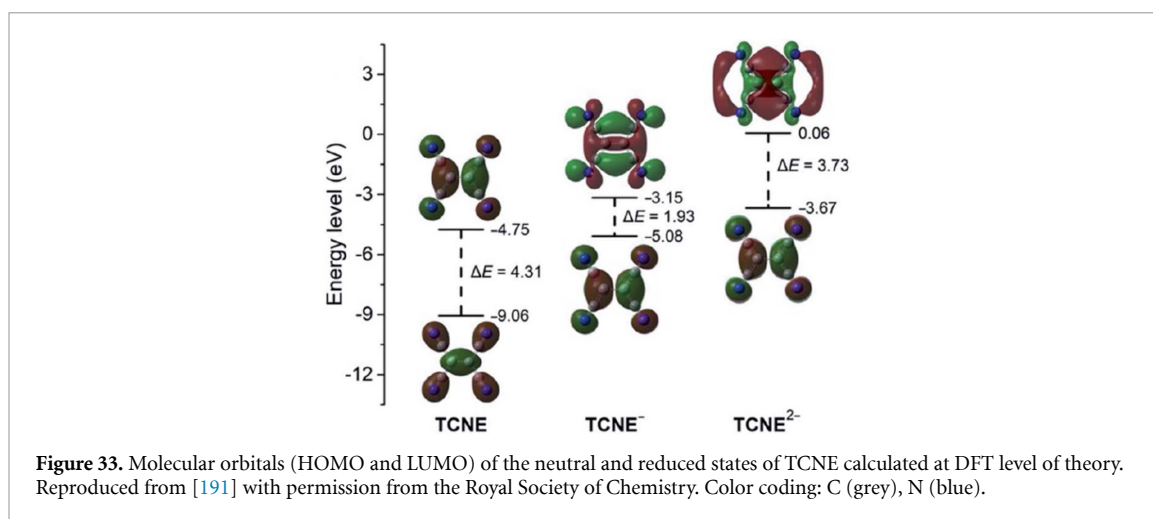 3
0
-3
-6
-9
-12
Energy level (eV)
-4.75
ΔE = 4.31
-9.06
TCNE
-3.15
ΔE = 1.93
-5.08
TCNE⁻
0.06
ΔE = 3.73
-3.67
TCNE²⁻
Figure 33. Molecular orbitals (HOMO and LUMO) of the neutral and reduced states of TCNE calculated at DFT level of theory.
Reproduced from [191] with permission from the Royal Society of Chemistry. Color coding: C (grey), N (blue).